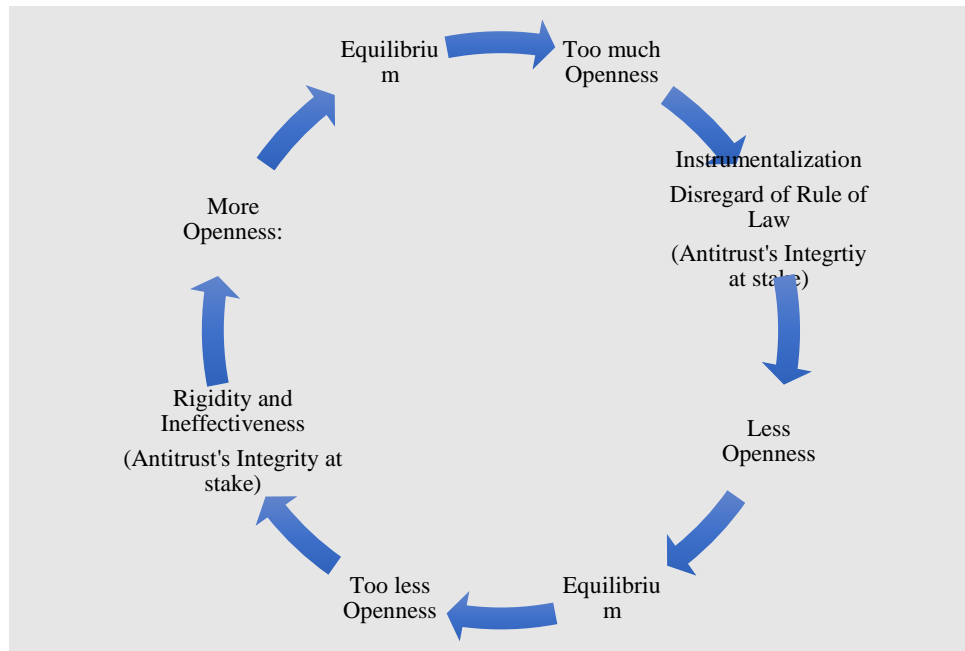 Equilibriu
m
Too much
Openness
Instrumentalization
Disregard of Rule of
Law
(Antitrust's Integrtiy
at stake)
Less
Openness
Equilibriu
m
Too less
Openness
Rigidity and
Ineffectiveness
(Antitrust's Integrity at
stake)
More
Openness: